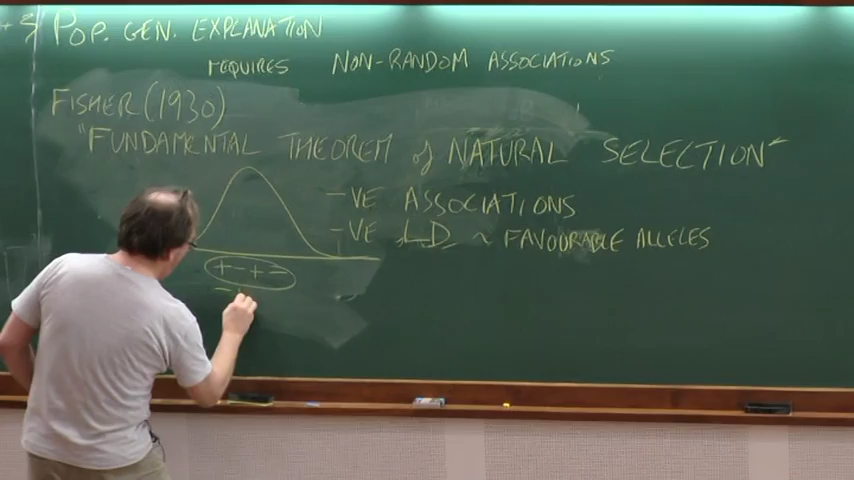 POP. GEN. EXPLANATION
REQUIRES NON-RANDOM ASSOCIATIONS
FISHER (1930)
"FUNDAMENTAL THEOREM of NATURAL SELECTION"
-VE ASSOCIATIONS
-VE LD ~ FAVOURABLE ALLELES
+ - + -